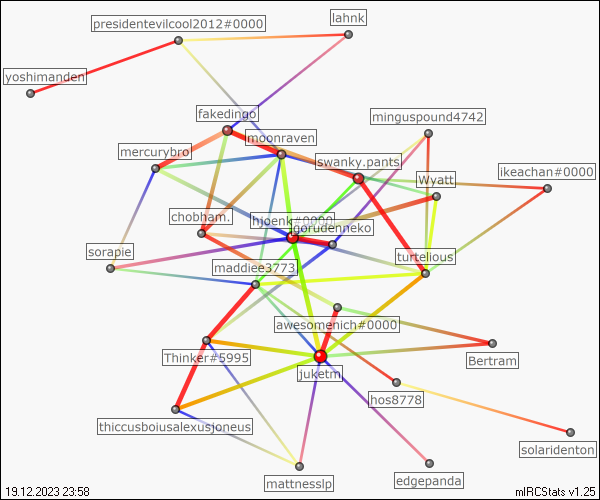 lahnk
presidentevilcool2012#0000
yoshimanden
fakedingo
minguspound4742
moonraven
mercurybro
swanky.pants
ikeachan#0000
Wyatt
chobham.
hjoenk#0000
gorudenneko
sorapie
turtelious
maddiee3773
awesomenich#0000
Thinker#5995
Bertram
juketm
hos8778
thiccusboiusalexusjoneus
solaridenton
edgepanda
mattnesslp
19.12.2023 23:58
mIRCStats v1.25